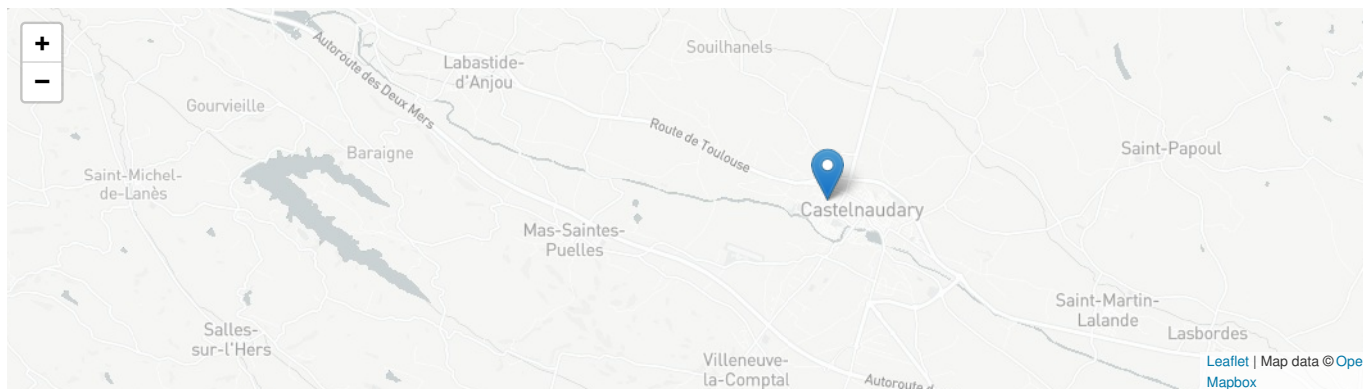 +
−
Souilhanels
Labastide-
d'Anjou
Autoroute des Deux Mers
Gourvieille
Route de Toulouse
Baraigne
Saint-Papoul
Saint-Michel-
de-Lanès
Castelnaudary
Mas-Saintes-
Puelles
Saint-Martin-
Lalande
Salles-
sur-l'Hers
Lasbordes
Villeneuve-
la-Comptal
Autoroute de
Leaflet | Map data © Ope
Mapbox